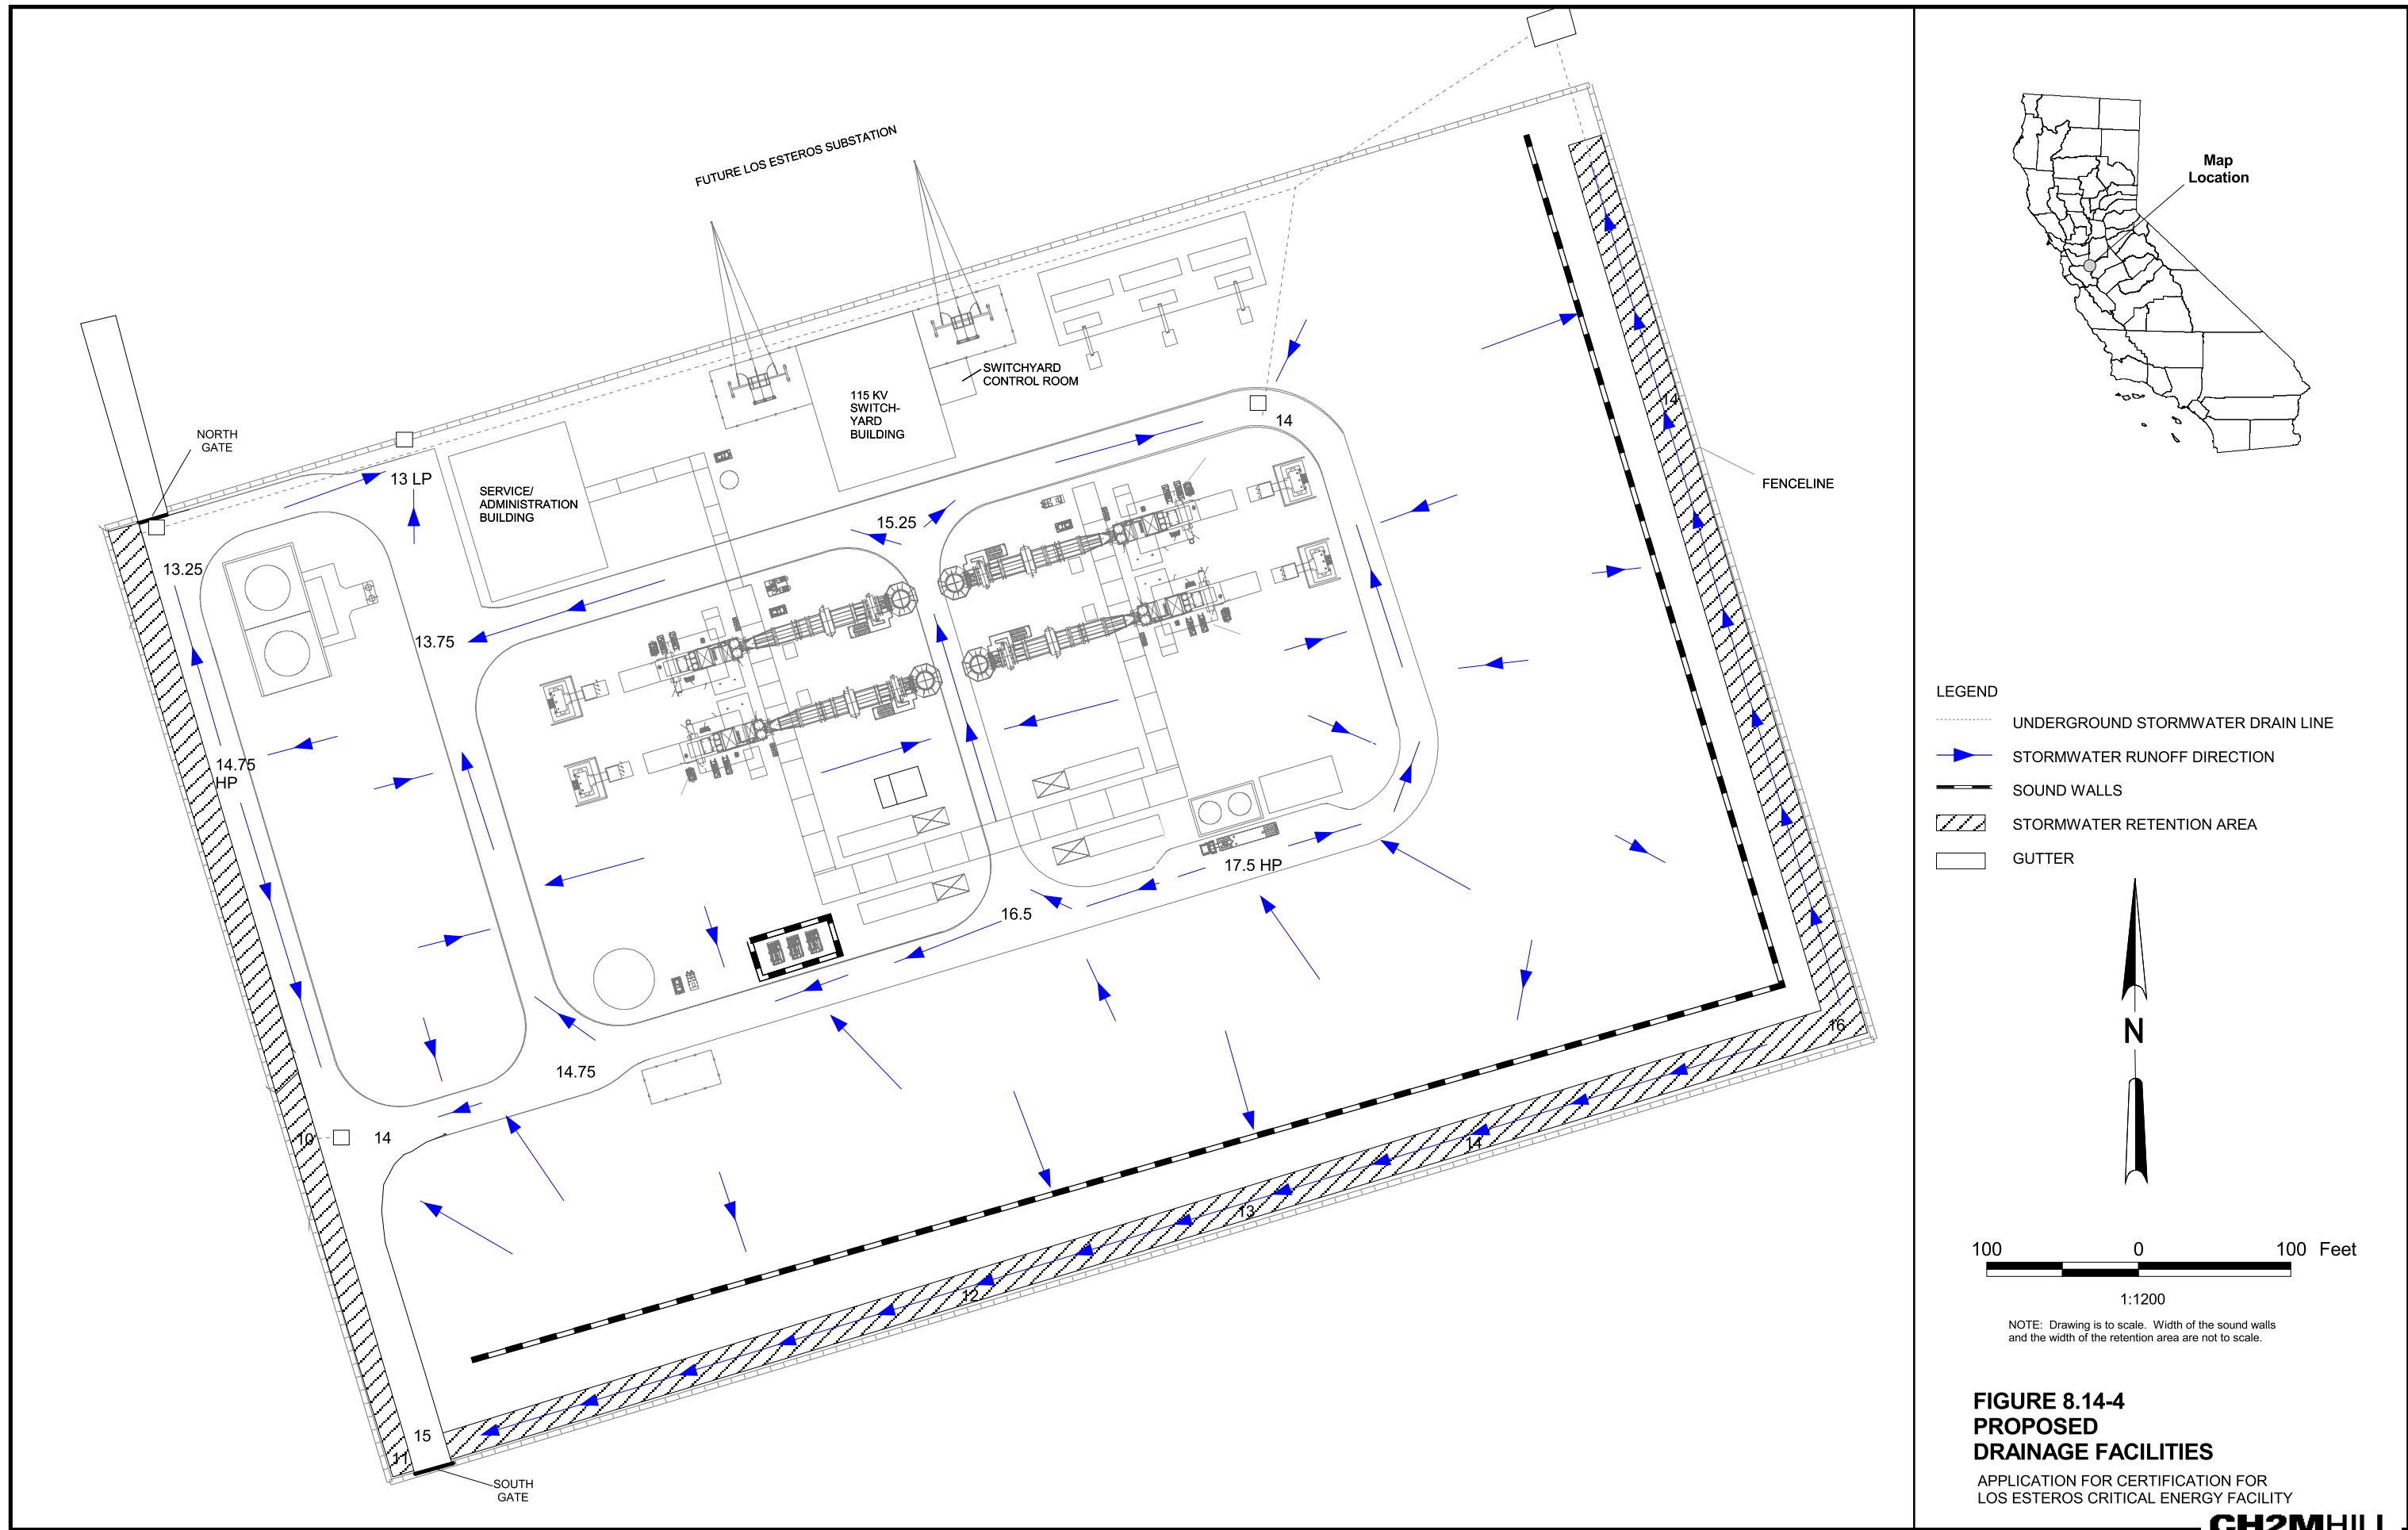 FUTURE LOS ESTEROS SUBSTATION
NORTH
GATE
13 LP
SERVICE/
ADMINISTRATION
BUILDING
115 KV
SWITCH-
YARD
BUILDING
SWITCHYARD
CONTROL ROOM
14
14
FENCELINE
13.25
15.25
13.75
14.75
HP
17.5 HP
16.5
16
14.75
10
14
14
13
12
15
11
SOUTH
GATE
Map
Location
LEGEND
UNDERGROUND STORMWATER DRAIN LINE
STORMWATER RUNOFF DIRECTION
SOUND WALLS
STORMWATER RETENTION AREA
GUTTER
N
100 0 100 Feet
1:1200
NOTE: Drawing is to scale. Width of the sound walls
and the width of the retention area are not to scale.
FIGURE 8.14-4
PROPOSED
DRAINAGE FACILITIES
APPLICATION FOR CERTIFICATION FOR
LOS ESTEROS CRITICAL ENERGY FACILITY
CH2MHILL